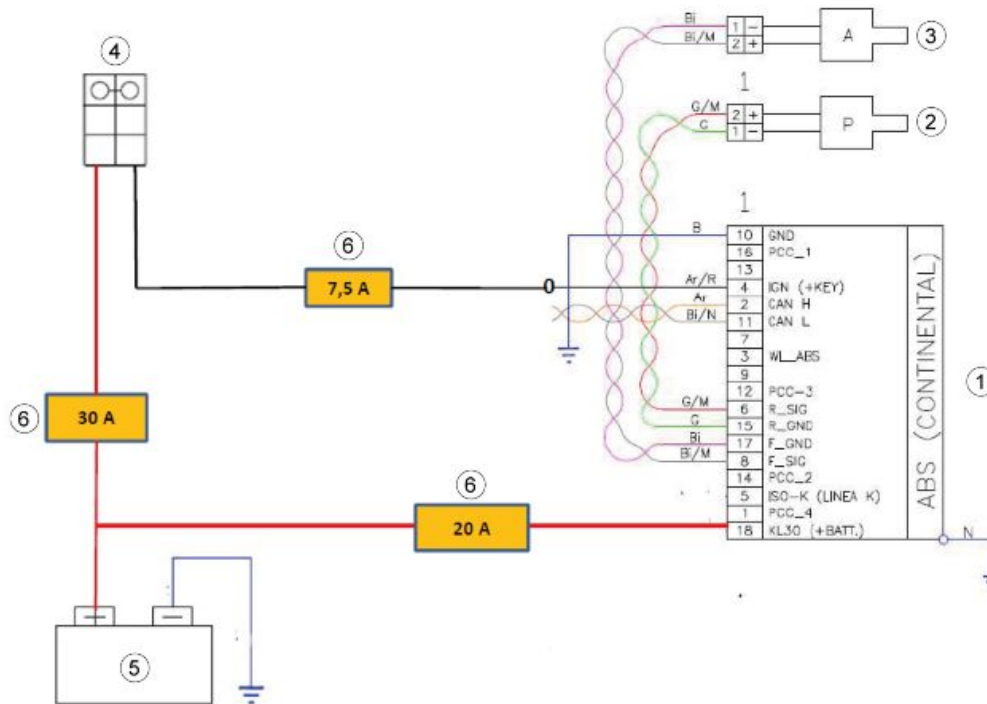 Bi
1 −
Bi/M
2 +
A
3
4
1
G/M
2 +
G
1 −
P
2
1
B
10 GND
16 PCC_1
13
6
7,5 A
0
Ar/R
4 IGN (+KEY)
Ar
2 CAN H
Bi/N
11 CAN L
7
3 WL_ABS
9
12 PCC-3
G/M
6 R_SIG
G
15 R_GND
Bi
17 F_GND
Bi/M
8 F_SIG
14 PCC_2
5 ISO-K (LINEA K)
1 PCC_4
18 KL30 (+BATT.)
ABS (CONTINENTAL)
1
N
6
30 A
6
20 A
+ −
5